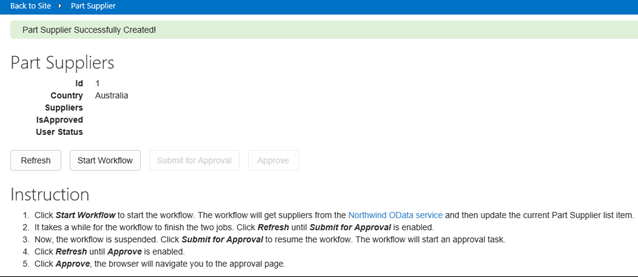 Back to Site ▸ Part Supplier
Part Supplier Successfully Created!
Part Suppliers
Id 1
Country Australia
Suppliers
IsApproved
User Status
Refresh Start Workflow Submit for Approval Approve
Instruction
1. Click Start Workflow to start the workflow. The workflow will get suppliers from the Northwind OData service and then update the current Part Supplier list item.
2. It takes a while for the workflow to finish the two jobs. Click Refresh until Submit for Approval is enabled.
3. Now, the workflow is suspended. Click Submit for Approval to resume the workfow. The workflow will start an approval task.
4. Click Refresh until Approve is enabled.
5. Click Approve, the browser will navigate you to the approval page.